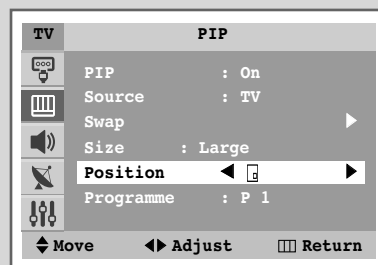 TV PIP
PIP : On
Source : TV
Swap
Size : Large
Position
Programme : P 1
Move Adjust Return